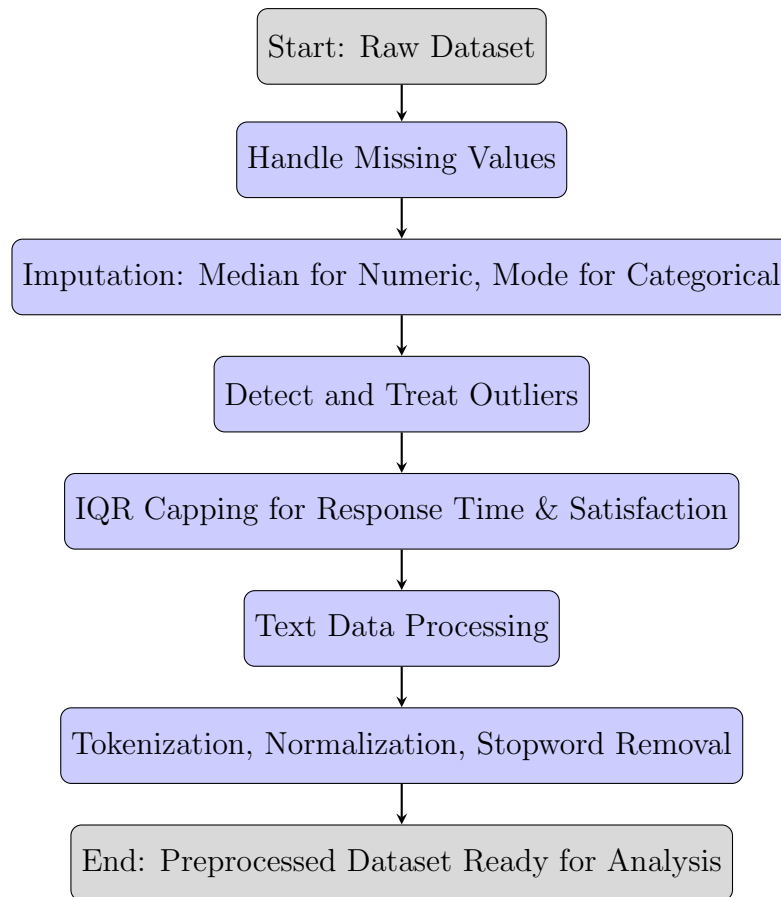 Start: Raw Dataset
Handle Missing Values
Imputation: Median for Numeric, Mode for Categorical
Detect and Treat Outliers
IQR Capping for Response Time & Satisfaction
Text Data Processing
Tokenization, Normalization, Stopword Removal
End: Preprocessed Dataset Ready for Analysis